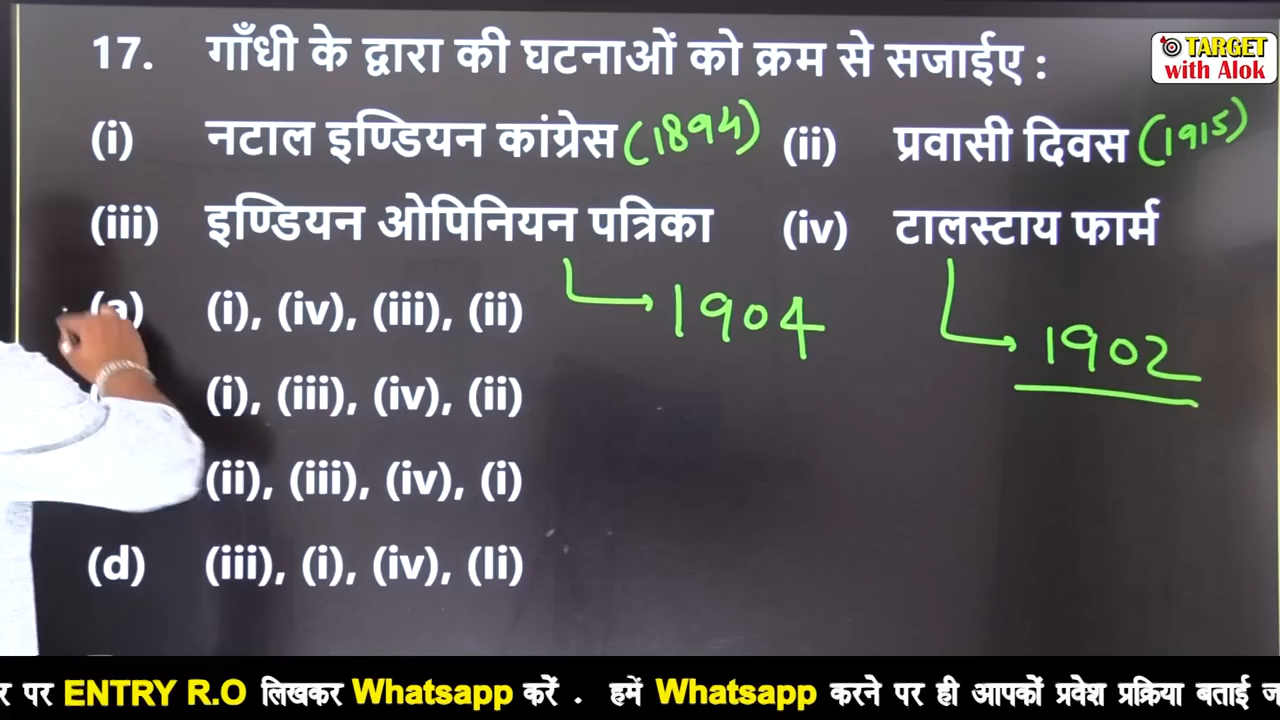 17. गाँधी के द्वारा की घटनाओं को क्रम से सजाईए :
TARGET
with Alok
(i) नटाल इण्डियन कांग्रेस (1894) (ii) प्रवासी दिवस (1915)
(iii) इण्डियन ओपिनियन पत्रिका (iv) टालस्टाय फार्म
(a) (i), (iv), (iii), (ii)
1904
1902
(i), (iii), (iv), (ii)
(ii), (iii), (iv), (i)
(d) (iii), (i), (iv), (Ii)
र पर ENTRY R.O लिखकर Whatsapp करें . हमें Whatsapp करने पर ही आपकों प्रवेश प्रक्रिया बताई ज